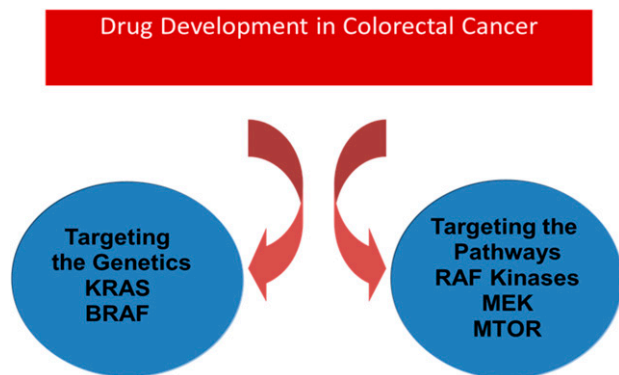 Drug Development in Colorectal Cancer
Targeting
the Genetics
KRAS
BRAF
Targeting the
Pathways
RAF Kinases
MEK
MTOR